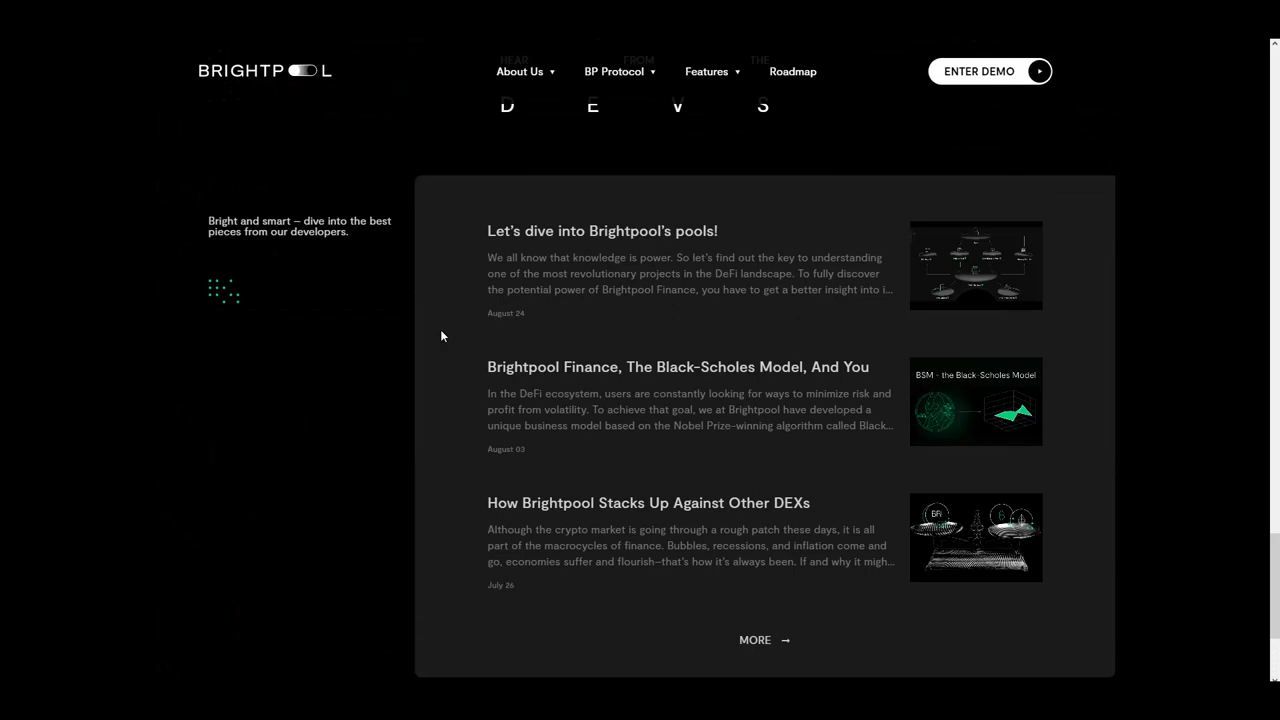 HEAR FROM THE
BRIGHTPOOL
About Us ▾ BP Protocol ▾ Features ▾ Roadmap
ENTER DEMO
D E V S
Bright and smart – dive into the best
pieces from our developers.
Let's dive into Brightpool's pools!
We all know that knowledge is power. So let's find out the key to understanding
one of the most revolutionary projects in the DeFi landscape. To fully discover
the potential power of Brightpool Finance, you have to get a better insight into i...
August 24
Brightpool Finance, The Black-Scholes Model, And You
In the DeFi ecosystem, users are constantly looking for ways to minimize risk and
profit from volatility. To achieve that goal, we at Brightpool have developed a
unique business model based on the Nobel Prize-winning algorithm called Black...
August 03
BSM - the Black-Scholes Model
How Brightpool Stacks Up Against Other DEXs
Although the crypto market is going through a rough patch these days, it is all
part of the macrocycles of finance. Bubbles, recessions, and inflation come and
go, economies suffer and flourish–that's how it's always been. If and why it migh...
July 26
BRI
MORE →